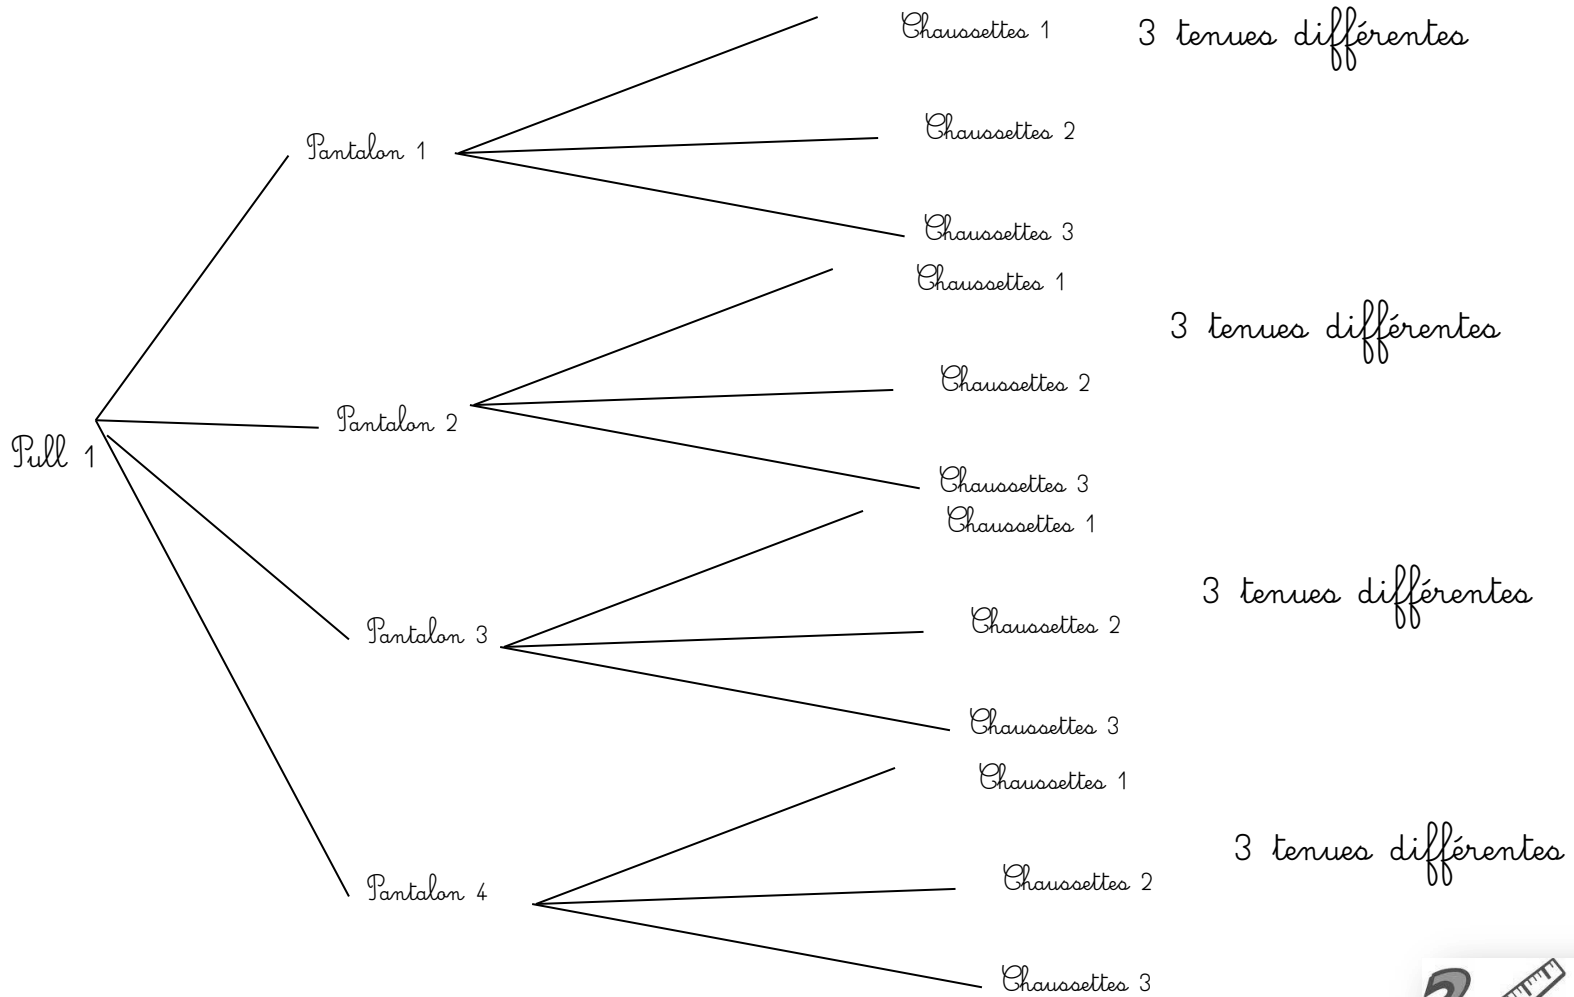 Chaussettes 1
3 tenues différentes
Chaussettes 2
Pantalon 1
Chaussettes 3
Chaussettes 1
3 tenues différentes
Chaussettes 2
Pantalon 2
Pull 1
Chaussettes 3
Chaussettes 1
3 tenues différentes
Chaussettes 2
Pantalon 3
Chaussettes 3
Chaussettes 1
3 tenues différentes
Chaussettes 2
Pantalon 4
Chaussettes 3